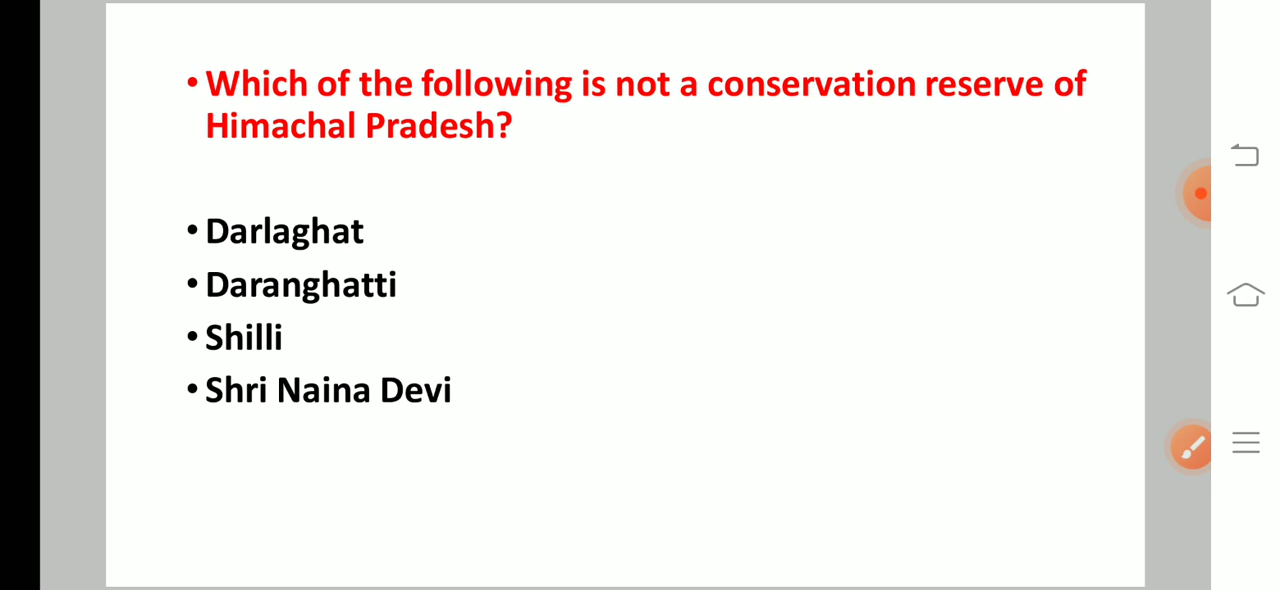 • Which of the following is not a conservation reserve of
Himachal Pradesh?
• Darlaghat
• Daranghatti
• Shilli
• Shri Naina Devi